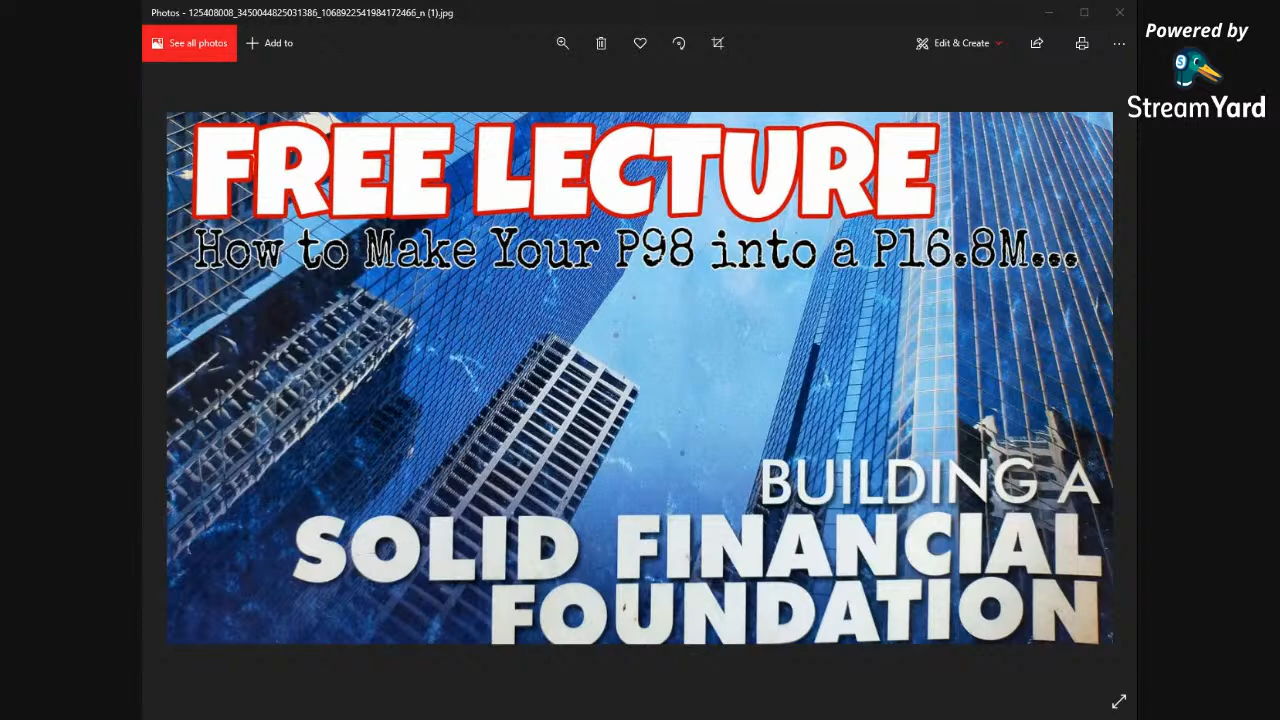 Photos - 125408008_3450044825031386_1068922541984172466_n (1).jpg
See all photos
Add to
Edit & Create
Powered by
StreamYard
FREE LECTURE
How to Make Your P98 into a P16.8M...
BUILDING A
SOLID FINANCIAL
FOUNDATION